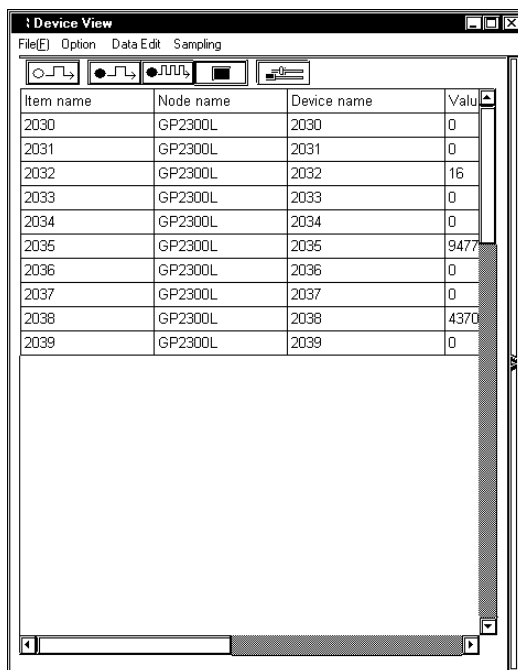 Device View
File(F) Option Data Edit Sampling
Item name Node name Device name Valu
2030 GP2300L 2030 0
2031 GP2300L 2031 0
2032 GP2300L 2032 16
2033 GP2300L 2033 0
2034 GP2300L 2034 0
2035 GP2300L 2035 9477
2036 GP2300L 2036 0
2037 GP2300L 2037 0
2038 GP2300L 2038 4370
2039 GP2300L 2039 0